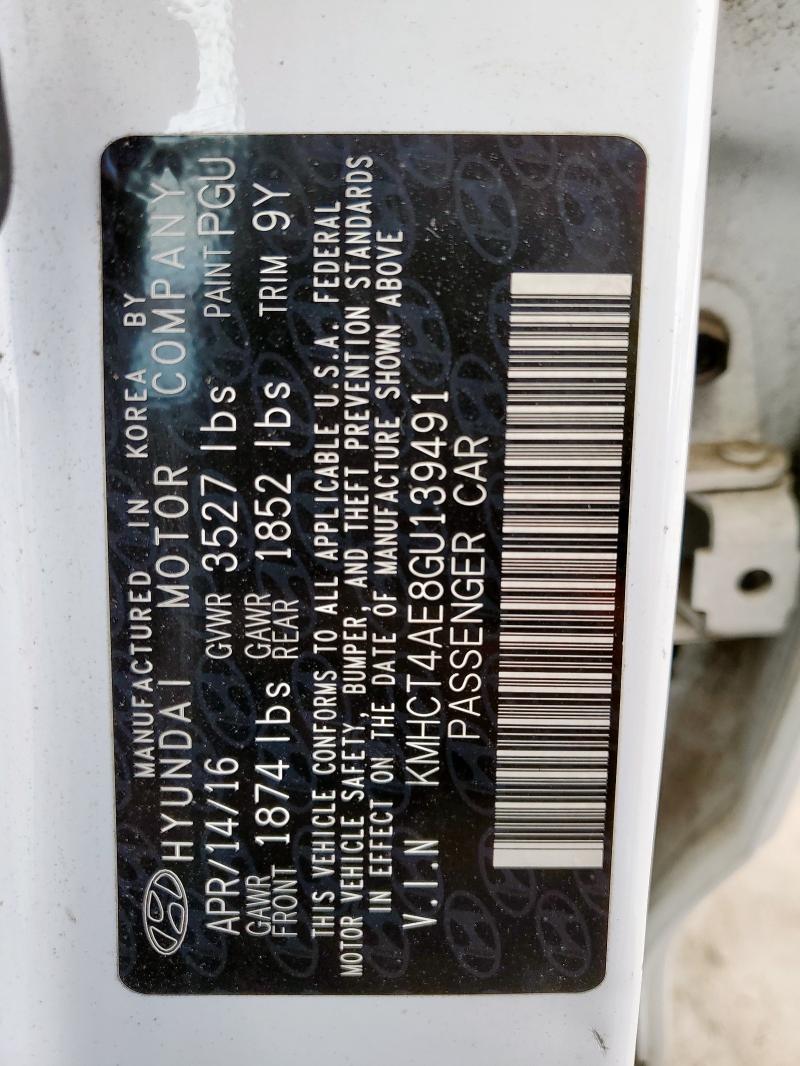 MANUFACTURED IN KOREA BY
HYUNDAI MOTOR COMPANY
APR/14/16 GVWR 3527 lbs PAINT PGU
GAWR FRONT 1874 lbs GAWR REAR 1852 lbs TRIM 9Y
THIS VEHICLE CONFORMS TO ALL APPLICABLE U.S.A. FEDERAL
MOTOR VEHICLE SAFETY, BUMPER, AND THEFT PREVENTION STANDARDS
IN EFFECT ON THE DATE OF MANUFACTURE SHOWN ABOVE
V.I.N KMHCT4AE8GU139491
PASSENGER CAR